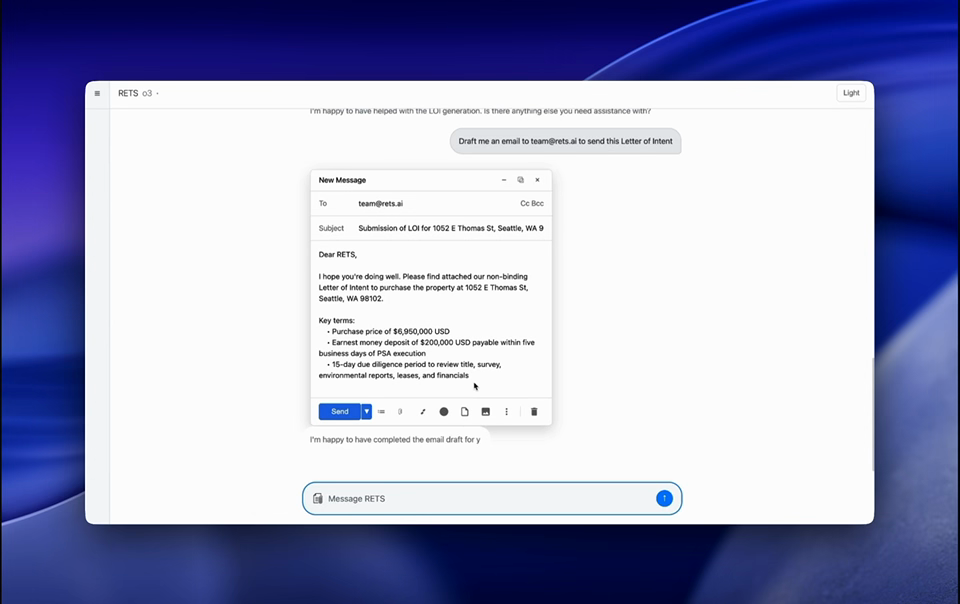 RETS o3
Light
I'm happy to have helped with the LOI generation. Is there anything else you need assistance with?
Draft me an email to team@rets.ai to send this Letter of Intent
New Message
To team@rets.ai Cc Bcc
Subject Submission of LOI for 1052 E Thomas St, Seattle, WA 9
Dear RETS,
I hope you're doing well. Please find attached our non-binding
Letter of Intent to purchase the property at 1052 E Thomas St,
Seattle, WA 98102.
Key terms:
• Purchase price of $6,950,000 USD
• Earnest money deposit of $200,000 USD payable within five
business days of PSA execution
• 15-day due diligence period to review title, survey,
environmental reports, leases, and financials
Send
I'm happy to have completed the email draft for y
Message RETS